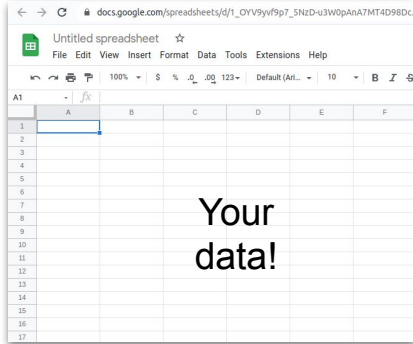 docs.google.com/spreadsheets/d/1_OYV9yvf9p7_5NzD-u3W0pAnA7MT4D98Dc.
Untitled spreadsheet
File Edit View Insert Format Data Tools Extensions Help
100% $ % .0 .00 123 Default (Ari... 10 B I S
A1 fx
A B C D E F
1
2
3
4
5
6
7
8
9
10
11
12
13
14
15
16
17
Your
data!